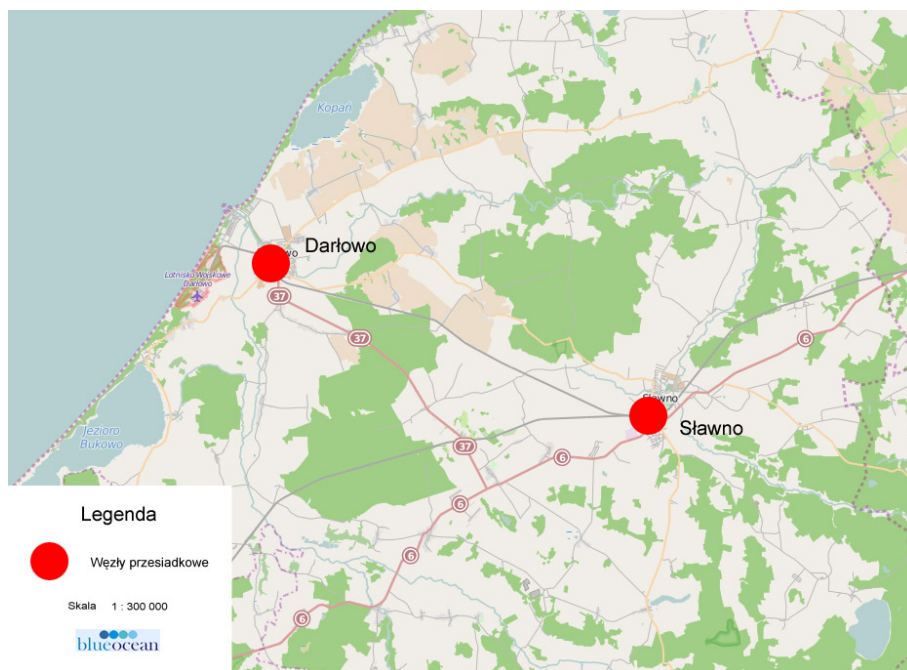 Kopań
Darłowo
wo
Lotnisko Wojskowe
Darłowo
37
37
6
Sławno
Sławno
Jezioro
Bukowo
37
6
6
6
6
Legenda
Węzły przesiadkowe
Skala 1 : 300 000
blueocean